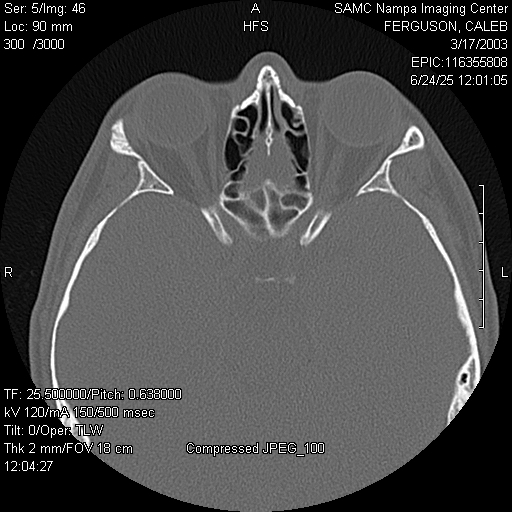 Ser: 5/Img: 46
Loc: 90 mm
300 /3000
A
HFS
SAMC Nampa Imaging Center
FERGUSON, CALEB
3/17/2003
EPIC:116355808
6/24/25 12:01:05
R
L
TF: 25.500000/Pitch: 0.638000
kV 120/mA 150/500 msec
Tilt: 0/Oper: TLW
Thk 2 mm/FOV 18 cm
12:04:27
Compressed JPEG_100